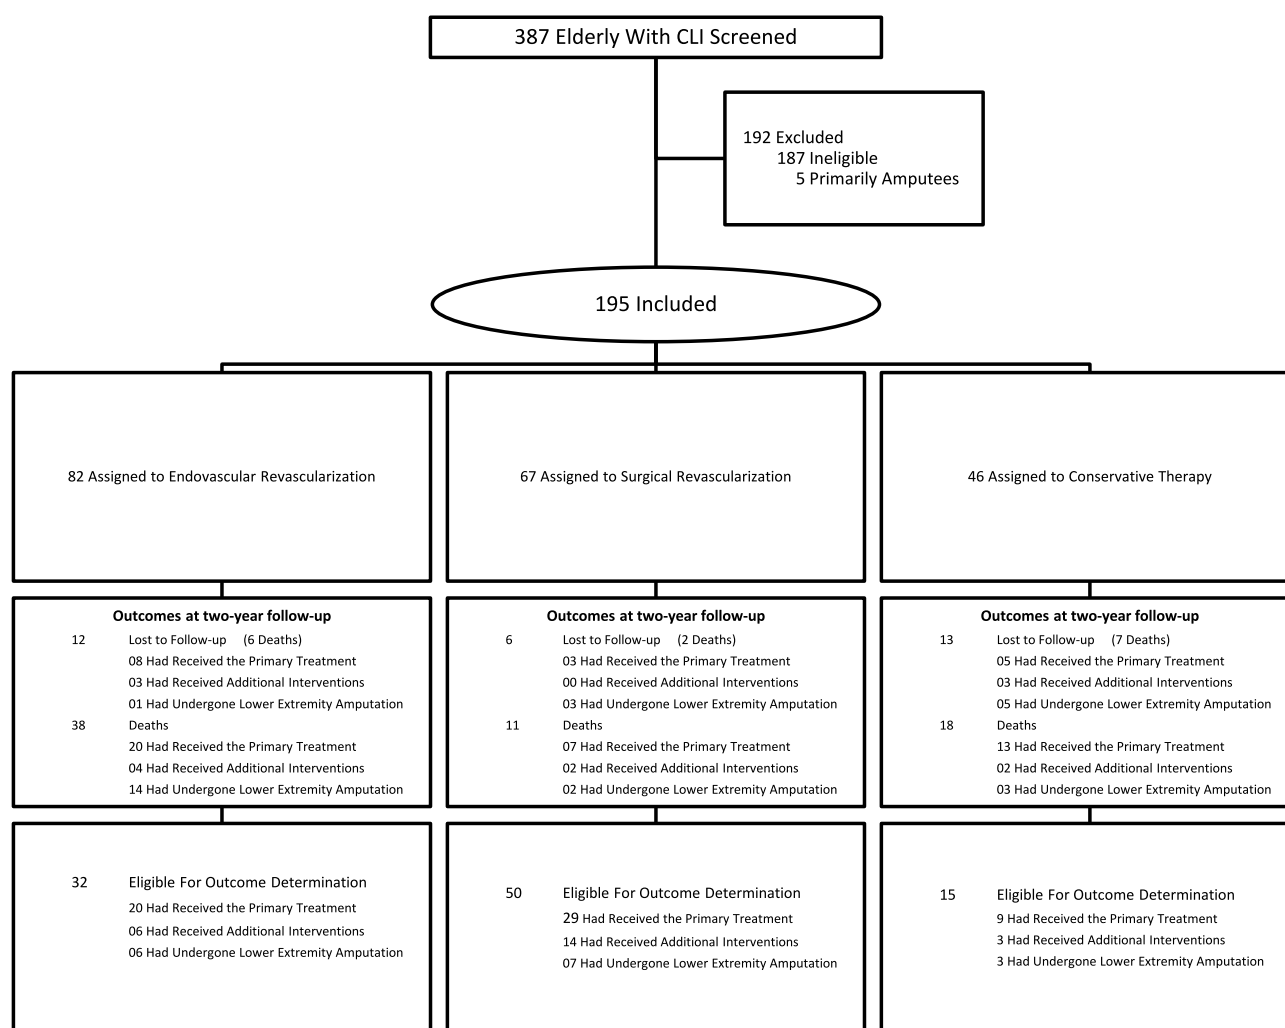 387 Elderly With CLI Screened
192 Excluded
187 Ineligible
5 Primarily Amputees
195 Included
82 Assigned to Endovascular Revascularization
67 Assigned to Surgical Revascularization
46 Assigned to Conservative Therapy
Outcomes at two-year follow-up
12 Lost to Follow-up (6 Deaths)
08 Had Received the Primary Treatment
03 Had Received Additional Interventions
01 Had Undergone Lower Extremity Amputation
38 Deaths
20 Had Received the Primary Treatment
04 Had Received Additional Interventions
14 Had Undergone Lower Extremity Amputation
Outcomes at two-year follow-up
6 Lost to Follow-up (2 Deaths)
03 Had Received the Primary Treatment
00 Had Received Additional Interventions
03 Had Undergone Lower Extremity Amputation
11 Deaths
07 Had Received the Primary Treatment
02 Had Received Additional Interventions
02 Had Undergone Lower Extremity Amputation
Outcomes at two-year follow-up
13 Lost to Follow-up (7 Deaths)
05 Had Received the Primary Treatment
03 Had Received Additional Interventions
05 Had Undergone Lower Extremity Amputation
18 Deaths
13 Had Received the Primary Treatment
02 Had Received Additional Interventions
03 Had Undergone Lower Extremity Amputation
32 Eligible For Outcome Determination
20 Had Received the Primary Treatment
06 Had Received Additional Interventions
06 Had Undergone Lower Extremity Amputation
50 Eligible For Outcome Determination
29 Had Received the Primary Treatment
14 Had Received Additional Interventions
07 Had Undergone Lower Extremity Amputation
15 Eligible For Outcome Determination
9 Had Received the Primary Treatment
3 Had Received Additional Interventions
3 Had Undergone Lower Extremity Amputation